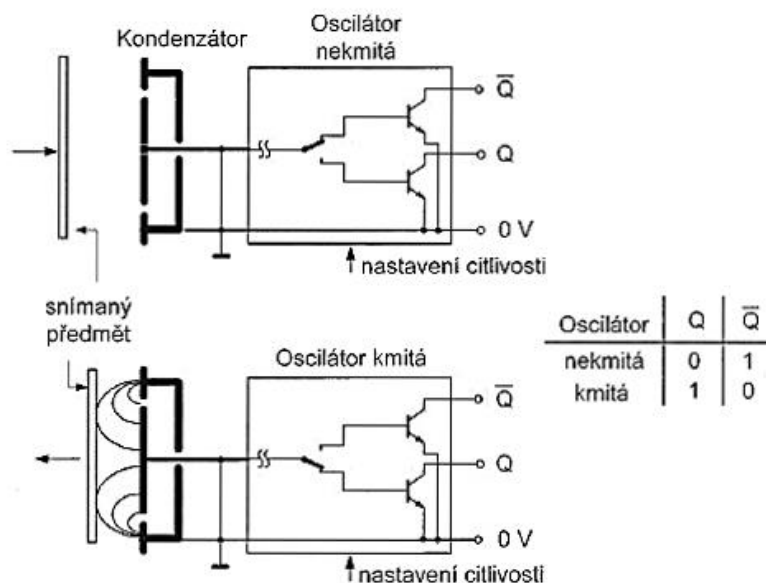 Kondenzátor
Oscilátor
nekmitá
Q̅
Q
0 V
nastavení citlivosti
snímaný
předmět
Oscilátor Q Q̅
nekmitá 0 1
kmitá 1 0
Oscilátor kmitá
Q̅
Q
0 V
nastavení citlivosti